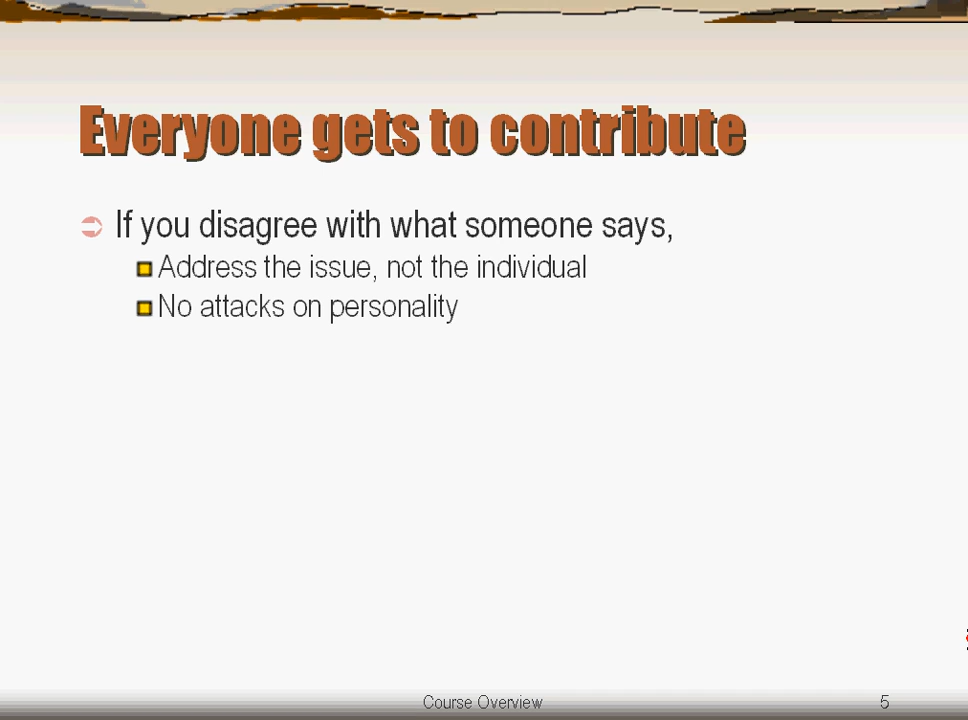 Everyone gets to contribute
If you disagree with what someone says,
Address the issue, not the individual
No attacks on personality
Course Overview
5